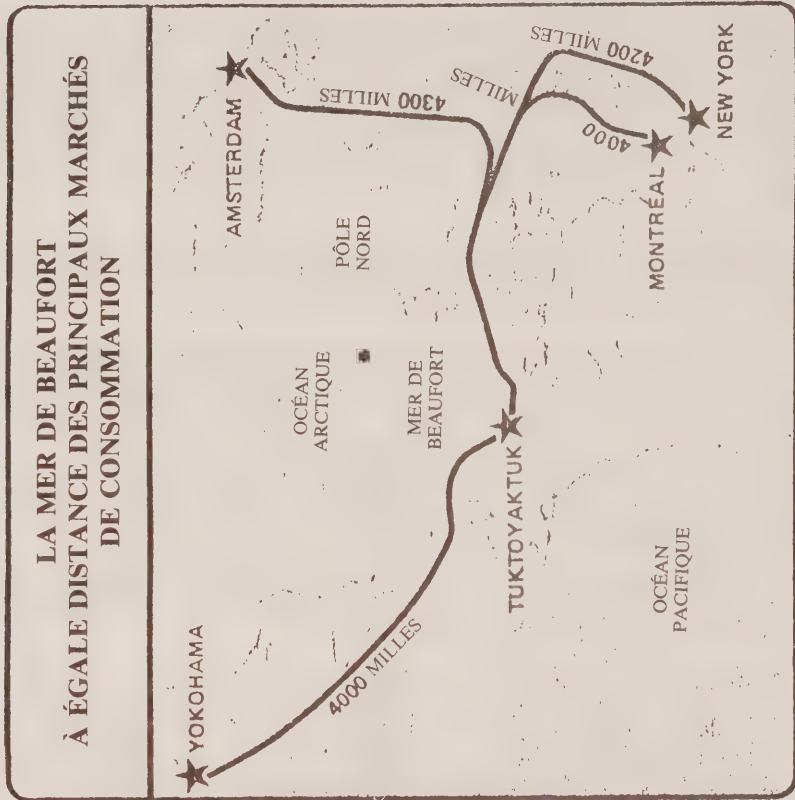 LA MER DE BEAUFORT
À ÉGALE DISTANCE DES PRINCIPAUX MARCHÉS
DE CONSOMMATION
YOKOHAMA
4000 MILLES
OCÉAN
ARCTIQUE
PÔLE
NORD
AMSTERDAM
4300 MILLES
MER DE
BEAUFORT
TUKTOYAKTUK
MILLES
4200 MILLES
4000
OCÉAN
PACIFIQUE
MONTRÉAL
NEW YORK